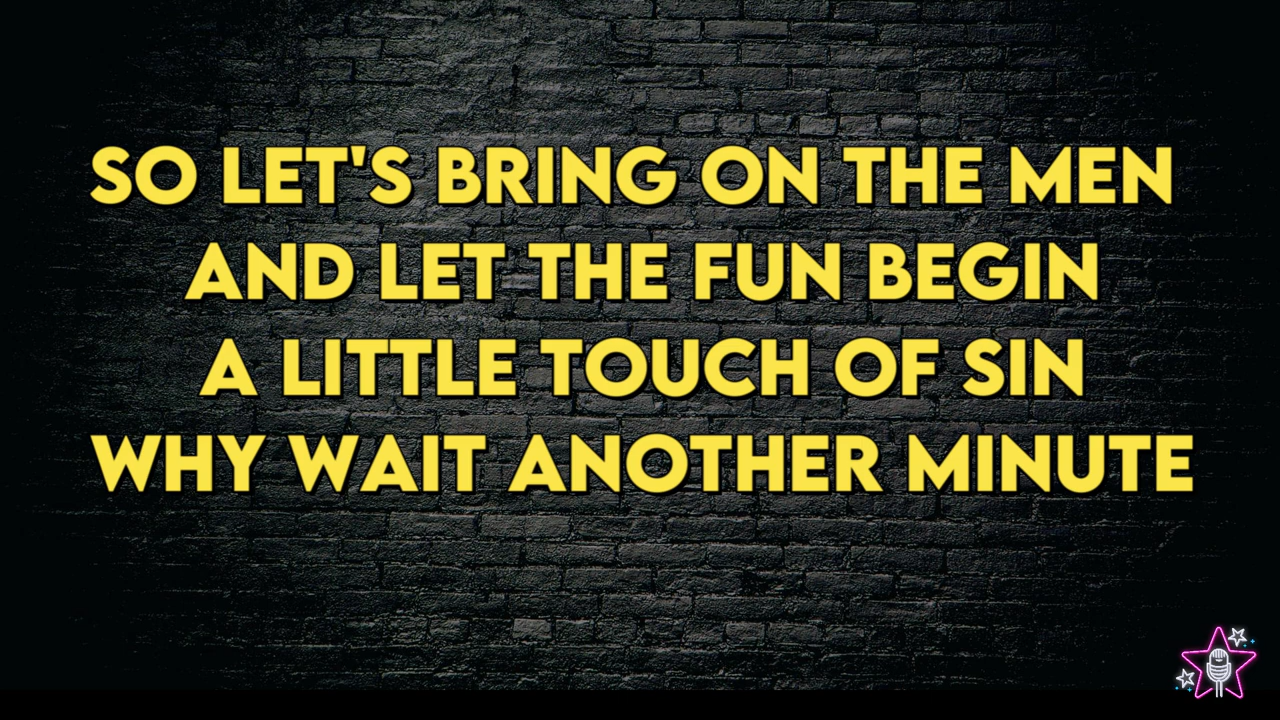 SO LET'S BRING ON THE MEN
AND LET THE FUN BEGIN
A LITTLE TOUCH OF SIN
WHY WAIT ANOTHER MINUTE